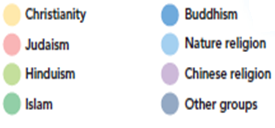 Christianity
Judaism
Hinduism
Islam
Buddhism
Nature religion
Chinese religion
Other groups